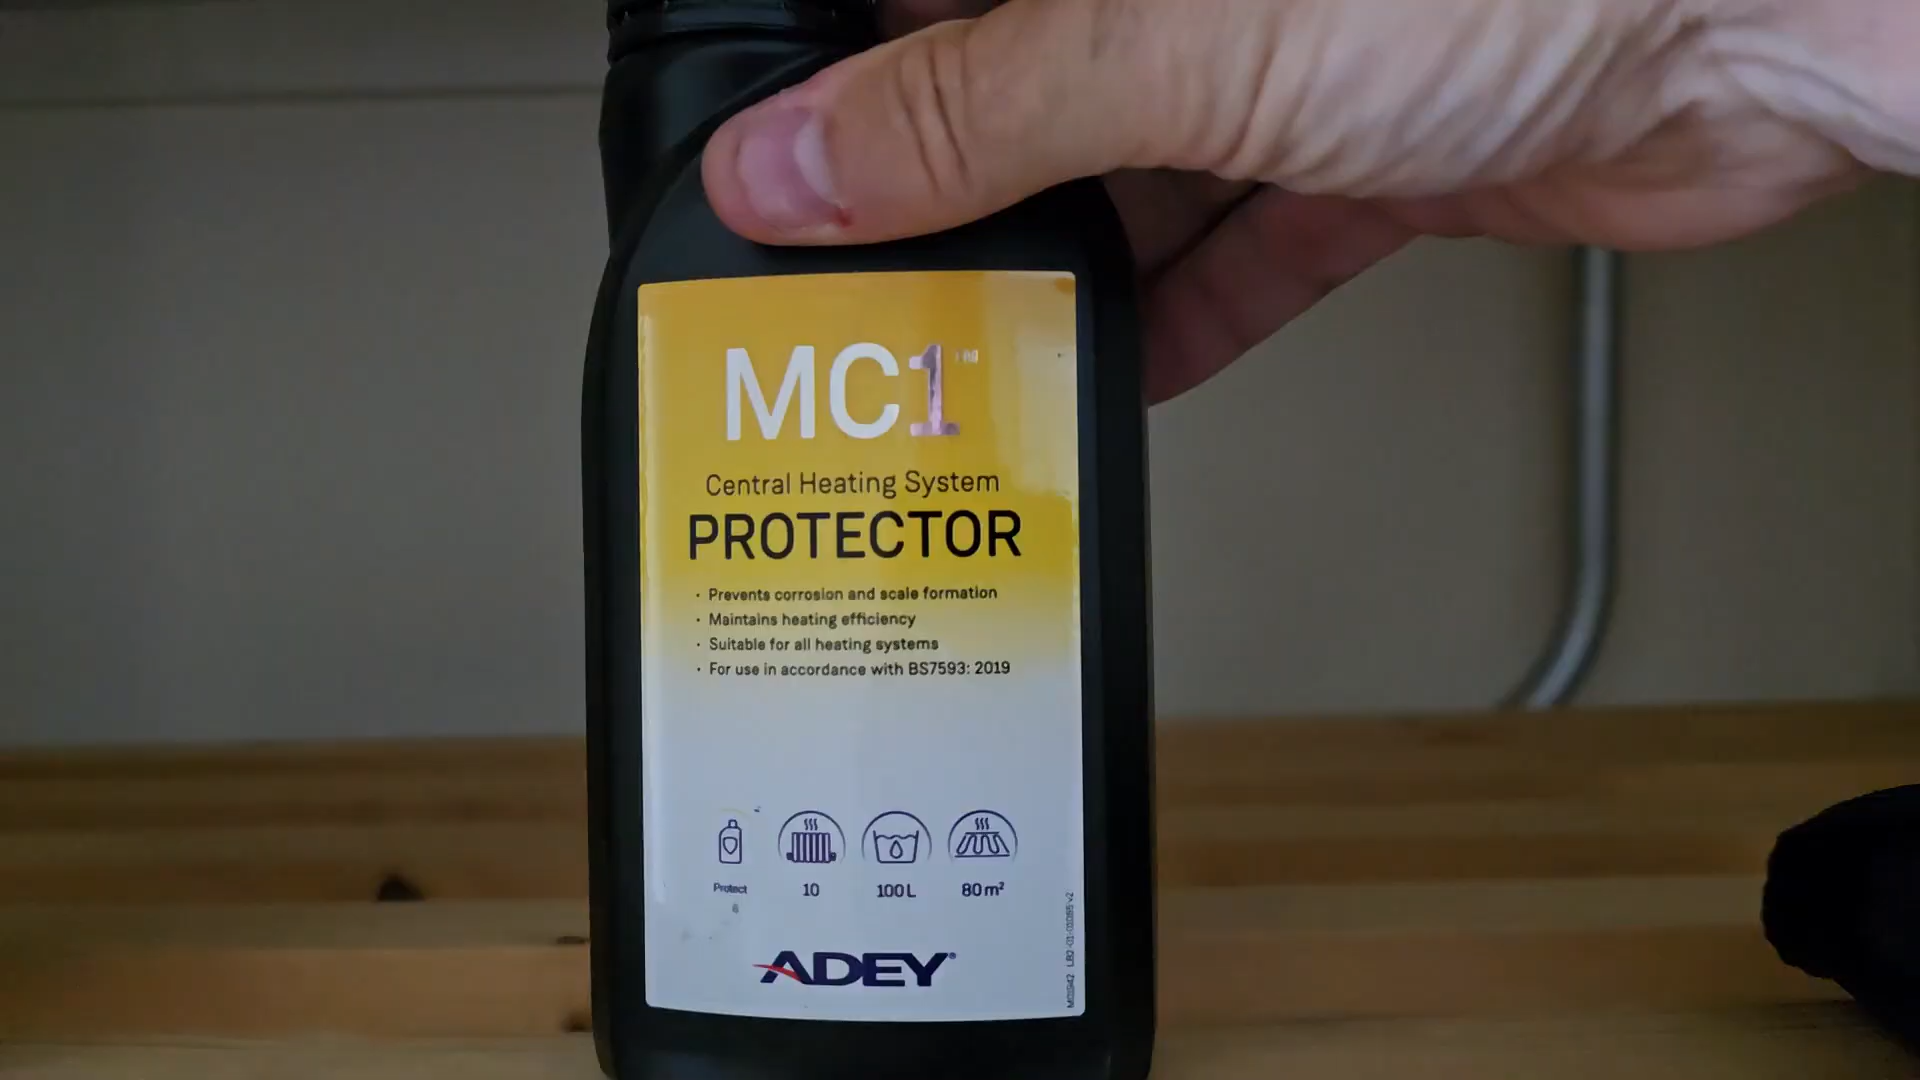 MC1
Central Heating System
PROTECTOR
· Prevents corrosion and scale formation
· Maintains heating efficiency
· Suitable for all heating systems
· For use in accordance with BS7593: 2019
Protect
10
100 L
80 m²
ADEY®